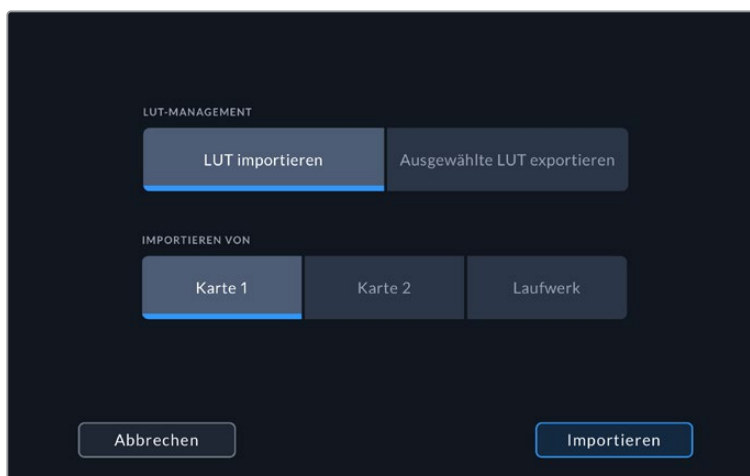 LUT-MANAGEMENT
LUT importieren
Ausgewählte LUT exportieren
IMPORTIEREN VON
Karte 1
Karte 2
Laufwerk
Abbrechen
Importieren